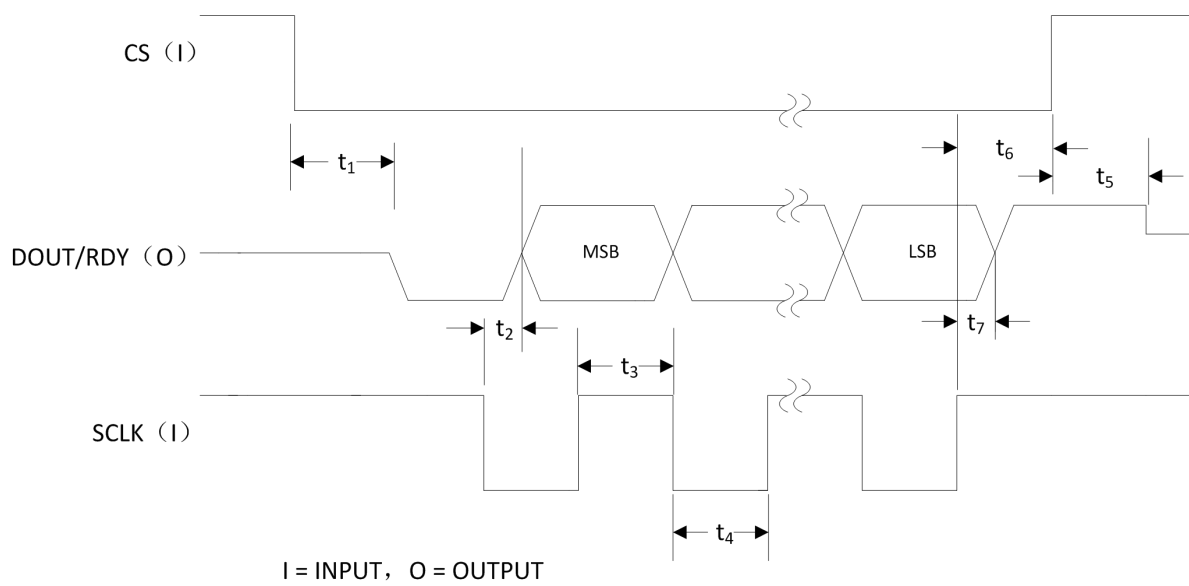 CS（I）
t1
t6
t5
DOUT/RDY（O）
MSB
LSB
t2
t7
t3
SCLK（I）
t4
I = INPUT，O = OUTPUT